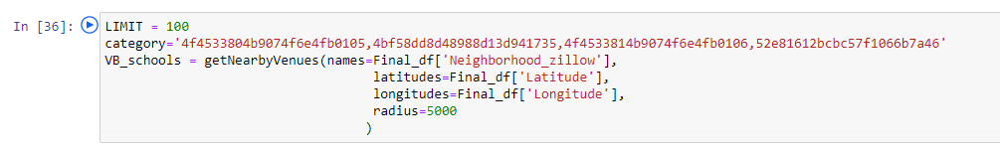 In [36]: LIMIT = 100
category='4f4533804b9074f6e4fb0105,4bf58dd8d48988d13d941735,4f4533814b9074f6e4fb0106,52e81612bcbc57f1066b7a46'
VB_schools = getNearbyVenues(names=Final_df['Neighborhood_zillow'],
latitudes=Final_df['Latitude'],
longitudes=Final_df['Longitude'],
radius=5000
)